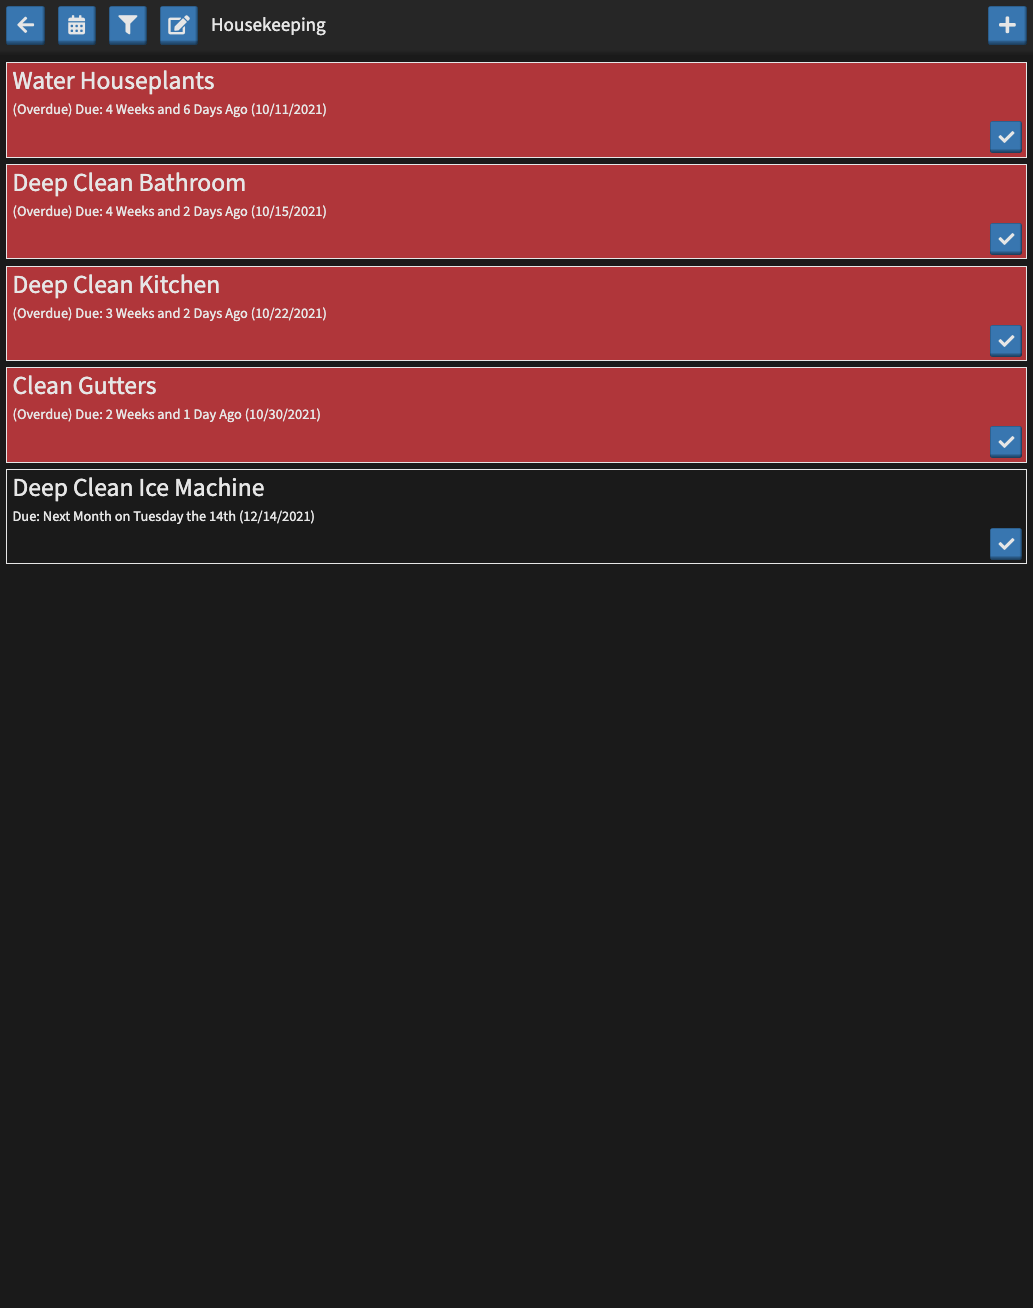 Housekeeping
Water Houseplants
(Overdue) Due: 4 Weeks and 6 Days Ago (10/11/2021)
Deep Clean Bathroom
(Overdue) Due: 4 Weeks and 2 Days Ago (10/15/2021)
Deep Clean Kitchen
(Overdue) Due: 3 Weeks and 2 Days Ago (10/22/2021)
Clean Gutters
(Overdue) Due: 2 Weeks and 1 Day Ago (10/30/2021)
Deep Clean Ice Machine
Due: Next Month on Tuesday the 14th (12/14/2021)